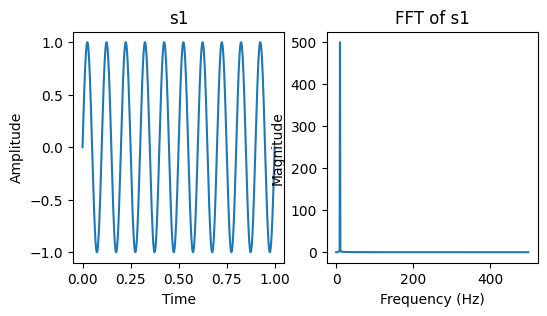 s1
1.0
0.5
0.0
−0.5
−1.0
Amplitude
0.00 0.25 0.50 0.75 1.00
Time
FFT of s1
500
400
300
200
100
0
Magnitude
0 200 400
Frequency (Hz)